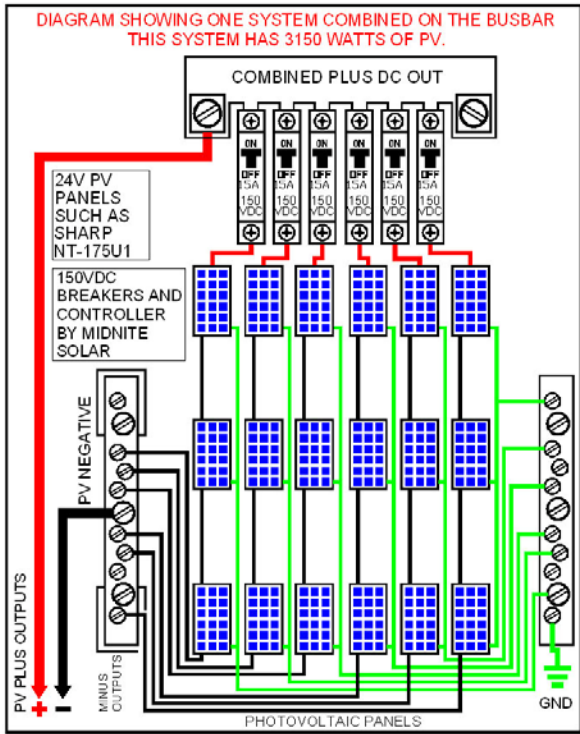 DIAGRAM SHOWING ONE SYSTEM COMBINED ON THE BUSBAR
THIS SYSTEM HAS 3150 WATTS OF PV.
COMBINED PLUS DC OUT
ON ON ON ON ON ON
OFF OFF OFF OFF OFF OFF
15A 15A 15A 15A 15A 15A
150 150 150 150 150 150
VDC VDC VDC VDC VDC VDC
24V PV
PANELS
SUCH AS
SHARP
NT-175U1
150VDC
BREAKERS AND
CONTROLLER
BY MIDNITE
SOLAR
PV NEGATIVE
PV PLUS OUTPUTS
+ -
MINUS
OUTPUTS
GND
PHOTOVOLTAIC PANELS